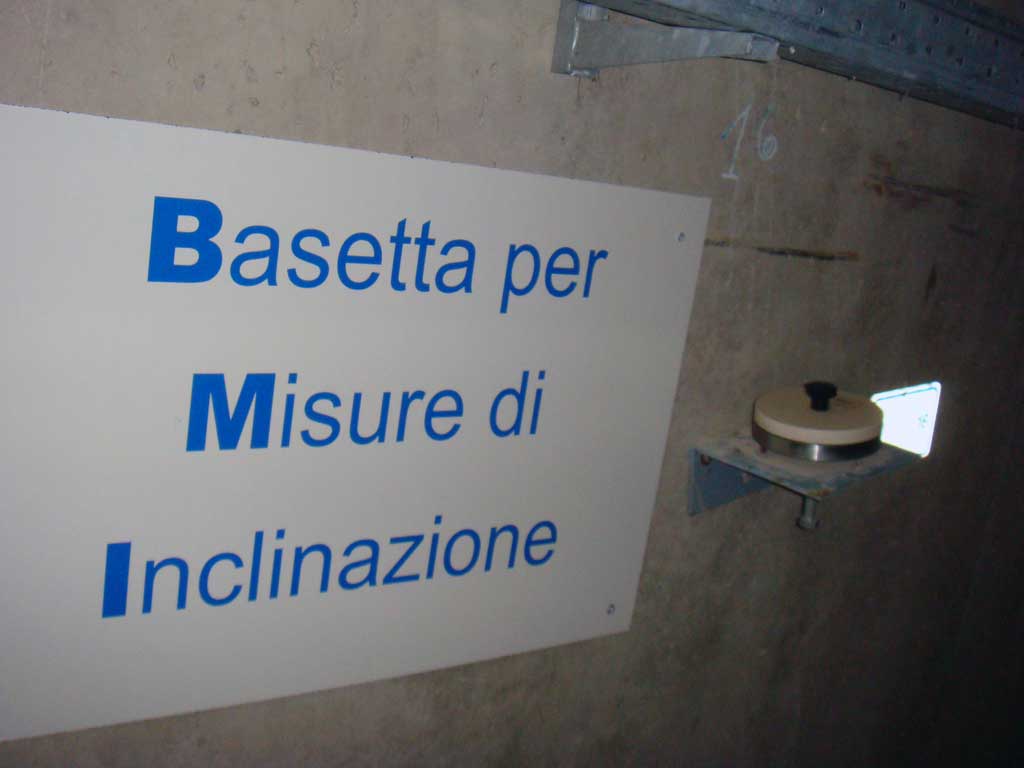 Basetta per
Misure di
Inclinazione
16